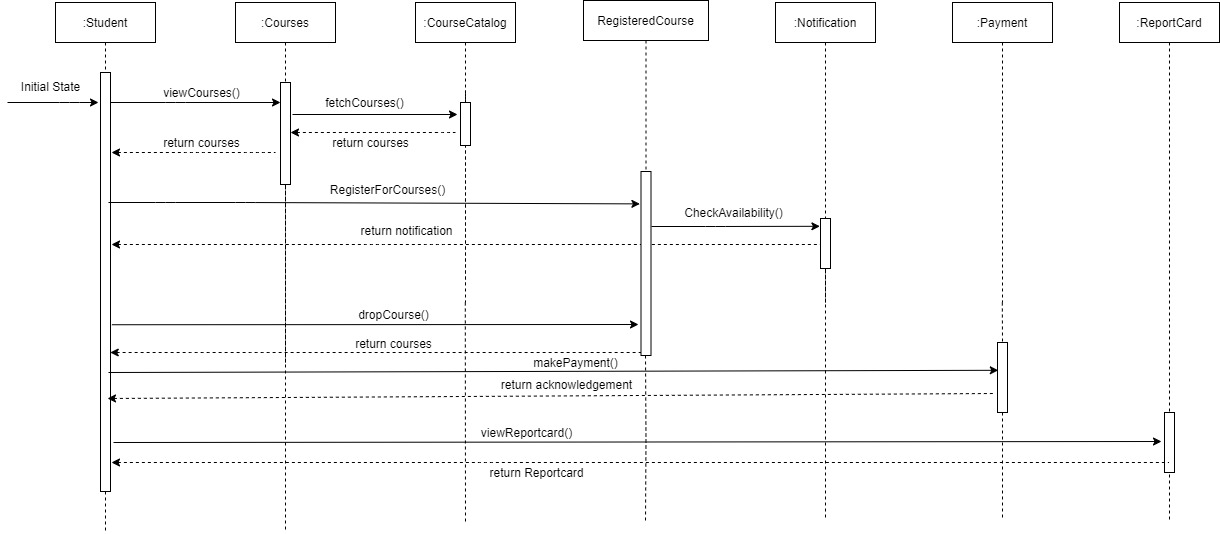 :Student
:Courses
:CourseCatalog
RegisteredCourse
:Notification
:Payment
:ReportCard
Initial State
viewCourses()
fetchCourses()
return courses
return courses
RegisterForCourses()
CheckAvailability()
return notification
dropCourse()
return courses
makePayment()
return acknowledgement
viewReportcard()
return Reportcard